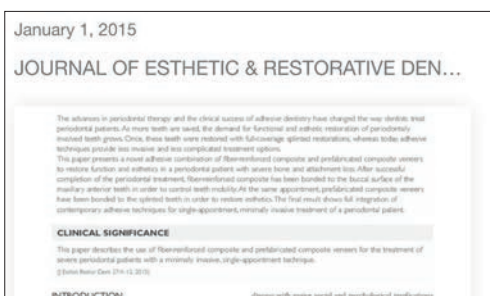 January 1, 2015
JOURNAL OF ESTHETIC & RESTORATIVE DEN...
The advances in periodontal therapy and the clinical success of adhesive dentistry have changed the way dentists treat
periodontal patients. As more teeth are saved, the demand for functional and esthetic restoration of periodontally
involved teeth grows. Once, these teeth were restored with full-coverage splinted restorations, whereas today adhesive
techniques provide less invasive and less complicated treatment options.
This paper presents a novel adhesive combination of fiber-reinforced composite and prefabricated composite veneers
to restore function and esthetics in a periodontal patient with severe bone and attachment loss. After successful
completion of the periodontal treatment, fiber-reinforced composite has been bonded to the buccal surface of the
maxillary anterior teeth in order to control teeth mobility. At the same appointment, prefabricated composite veneers
have been bonded to the splinted teeth in order to restore esthetics. The final result shows full integration of
contemporary adhesive techniques for single-appointment, minimally invasive treatment of a periodontal patient.
CLINICAL SIGNIFICANCE
This paper describes the use of fiber-reinforced composite and prefabricated composite veneers for the treatment of
severe periodontal patients with a minimally invasive, single-appointment technique.
(J Esthet Restor Dent 27:4–12, 2015)
INTRODUCTION